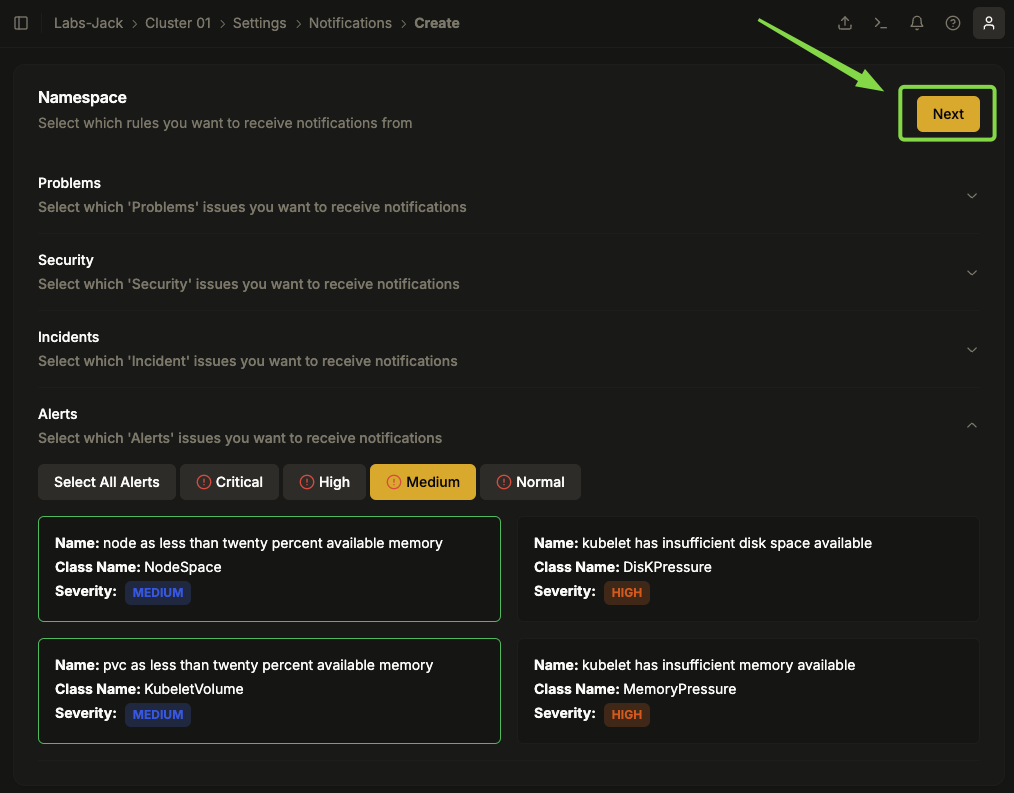 Labs-Jack > Cluster 01 > Settings > Notifications > Create
Namespace
Select which rules you want to receive notifications from
Next
Problems
Select which 'Problems' issues you want to receive notifications
Security
Select which 'Security' issues you want to receive notifications
Incidents
Select which 'Incident' issues you want to receive notifications
Alerts
Select which 'Alerts' issues you want to receive notifications
Select All Alerts Critical High Medium Normal
Name: node as less than twenty percent available memory
Class Name: NodeSpace
Severity: MEDIUM
Name: kubelet has insufficient disk space available
Class Name: DisKPressure
Severity: HIGH
Name: pvc as less than twenty percent available memory
Class Name: KubeletVolume
Severity: MEDIUM
Name: kubelet has insufficient memory available
Class Name: MemoryPressure
Severity: HIGH